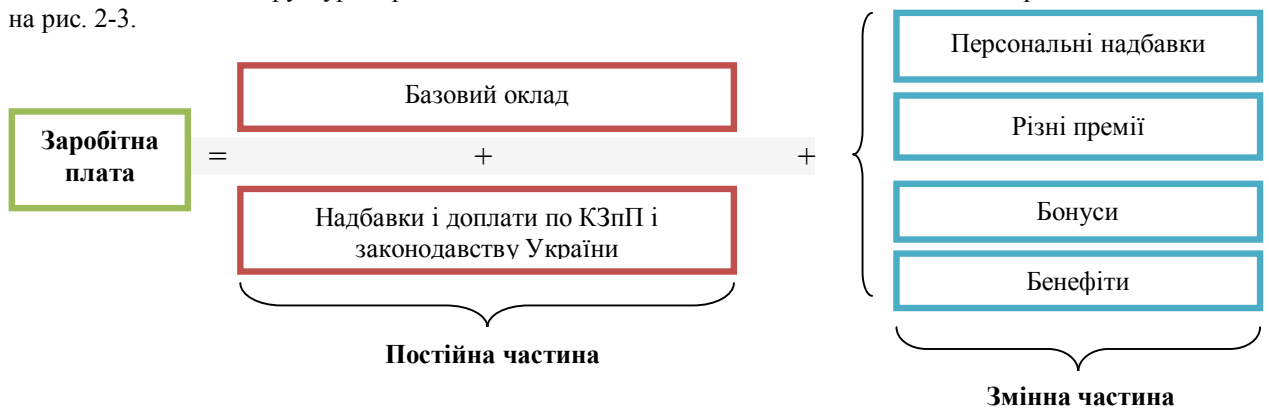 на рис. 2-3.
Заробітна
плата
=
Базовий оклад
+
Надбавки і доплати по КЗпП і
законодавству України
Постійна частина
+
Персональні надбавки
Різні премії
Бонуси
Бенефіти
Змінна частина